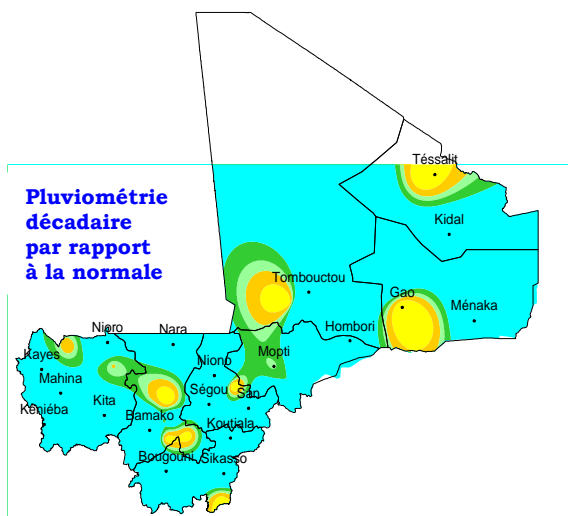 Téssalit
Pluviométrie
décadaire
par rapport
à la normale
Kidal
Tombouctou
Gao
Ménaka
Hombori
Nioro
Nara
Kayes
Mopti
Niono
Mahina
Ségou
San
Kéniéba
Kita
Bamako
Koutiala
Bougouni
Sikasso